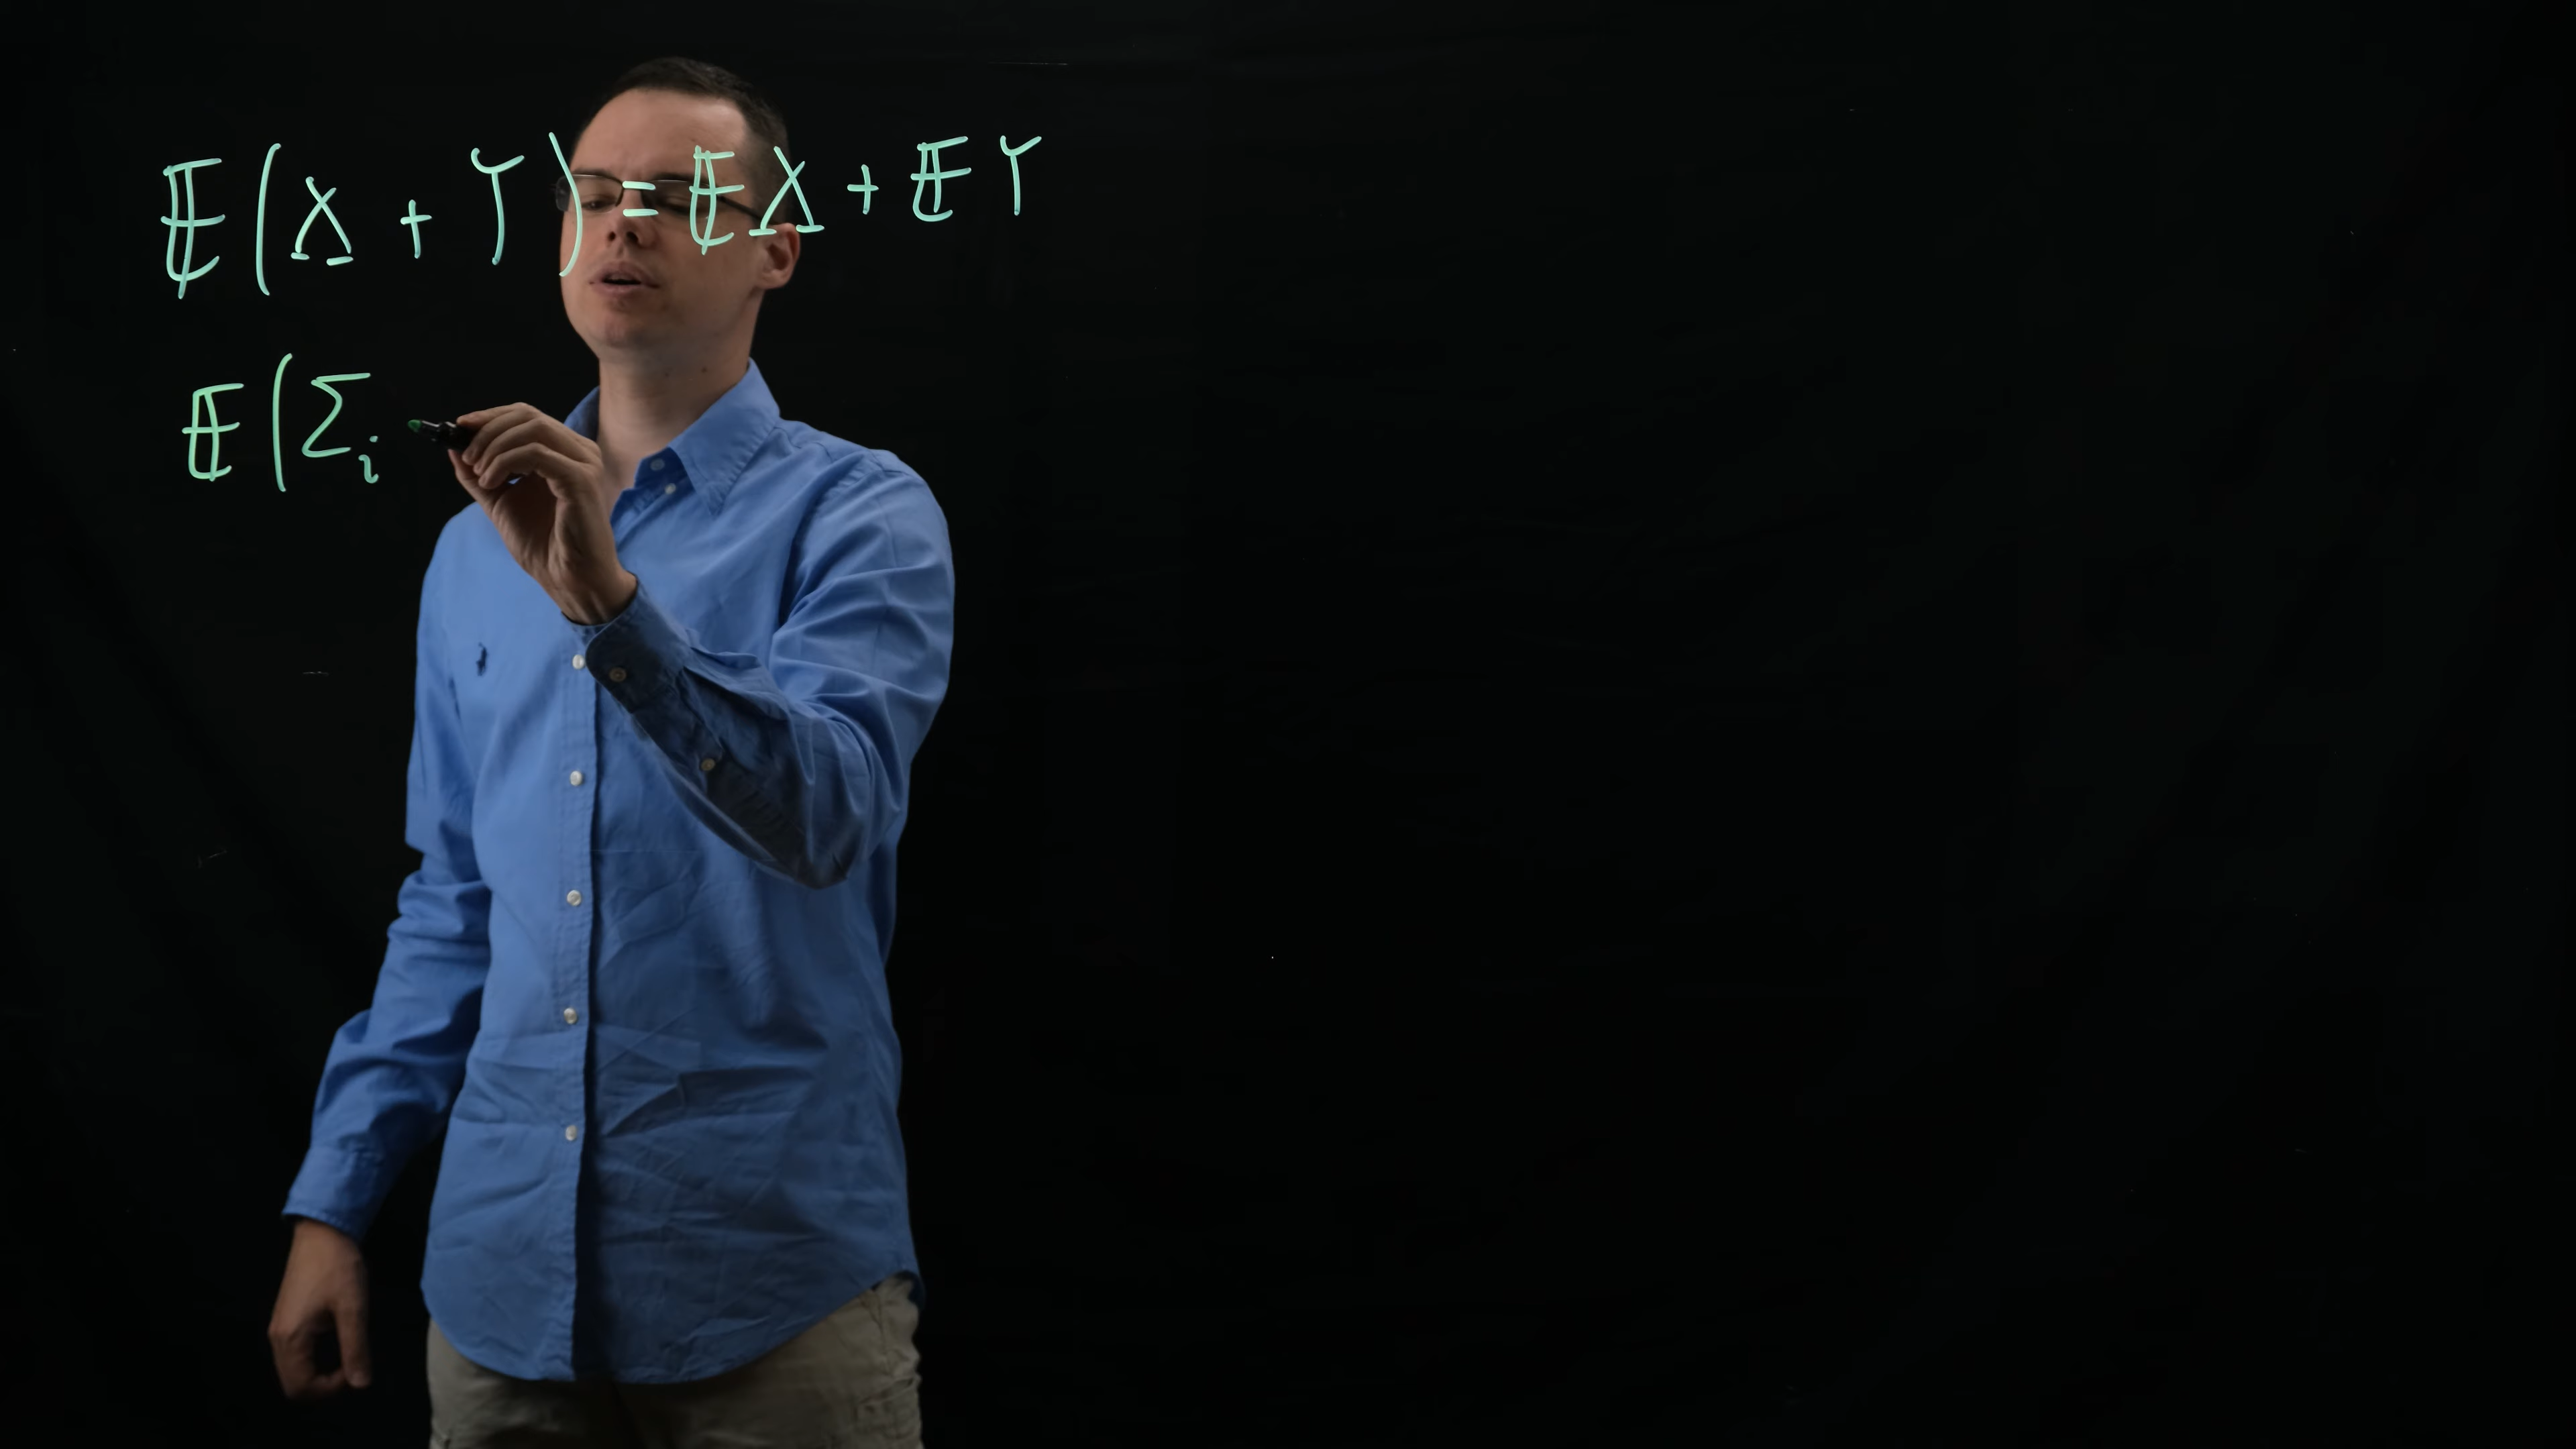 𝔼(X + Y) = 𝔼X + 𝔼Y
𝔼(Σᵢ